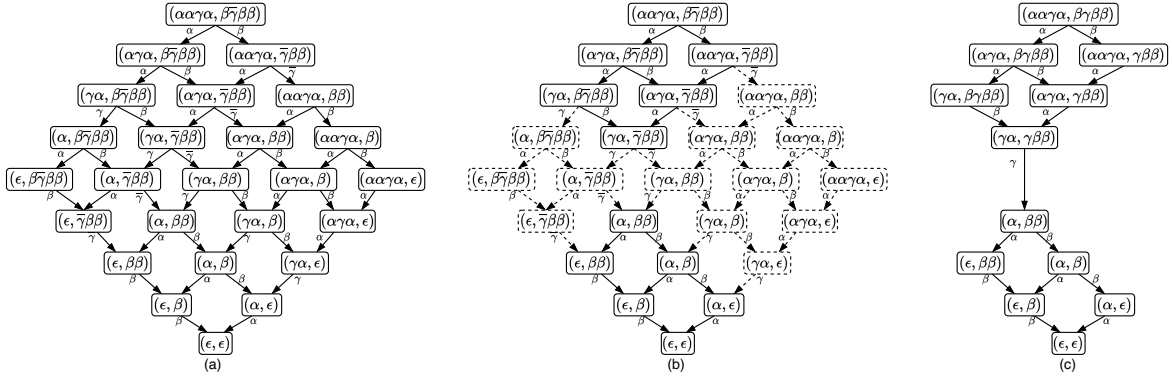 (ααγα, βγ̅ββ)
α β
(αγα, βγ̅ββ) (ααγα, γ̅ββ)
α β α γ̅
(γα, βγ̅ββ) (αγα, γ̅ββ) (ααγα, ββ)
γ β α γ̅ α β
(α, βγ̅ββ) (γα, γ̅ββ) (αγα, ββ) (ααγα, β)
α β γ γ̅ α β α β
(ϵ, βγ̅ββ) (α, γ̅ββ) (γα, ββ) (αγα, β) (ααγα, ϵ)
β α γ̅ γ β α β α
(ϵ, γ̅ββ) (α, ββ) (γα, β) (αγα, ϵ)
γ̅ α β γ β α
(ϵ, ββ) (α, β) (γα, ϵ)
β α β γ
(ϵ, β) (α, ϵ)
β α
(ϵ, ϵ)
(a)
(ααγα, βγ̅ββ)
α β
(αγα, βγ̅ββ) (ααγα, γ̅ββ)
α β α γ̅
(γα, βγ̅ββ) (αγα, γ̅ββ) (ααγα, ββ)
γ β α γ̅ α β
(α, βγ̅ββ) (γα, γ̅ββ) (αγα, ββ) (ααγα, β)
α β γ γ̅ α β α β
(ϵ, βγ̅ββ) (α, γ̅ββ) (γα, ββ) (αγα, β) (ααγα, ϵ)
β α γ̅ γ β α β α
(ϵ, γ̅ββ) (α, ββ) (γα, β) (αγα, ϵ)
γ̅ α β γ β α
(ϵ, ββ) (α, β) (γα, ϵ)
β α β γ
(ϵ, β) (α, ϵ)
β α
(ϵ, ϵ)
(b)
(ααγα, βγββ)
α β
(αγα, βγββ) (ααγα, γββ)
α β α
(γα, βγββ) (αγα, γββ)
β α
(γα, γββ)
γ
(α, ββ)
α β
(ϵ, ββ) (α, β)
β α β
(ϵ, β) (α, ϵ)
β α
(ϵ, ϵ)
(c)